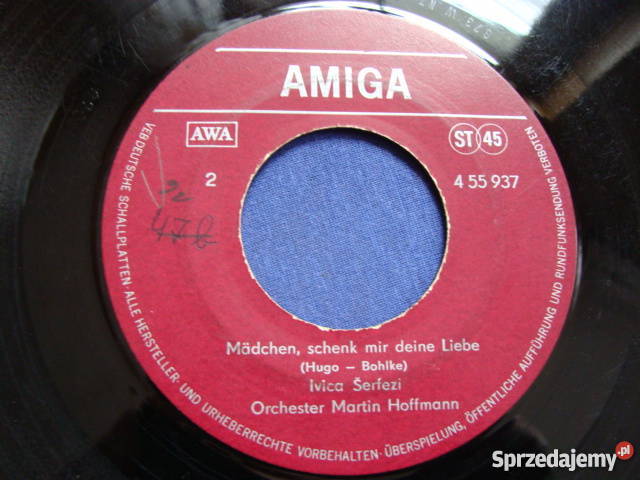 AMIGA
AWA
ST 45
2
4 55 937
47b
Mädchen, schenk mir deine Liebe
(Hugo – Bohlke)
Ivica Šerfezi
Orchester Martin Hoffmann
VEB DEUTSCHE SCHALLPLATTEN · ALLE HERSTELLER- UND URHEBERRECHTE VORBEHALTEN · ÜBERSPIELUNG, ÖFFENTLICHE AUFFÜHRUNG UND RUNDFUNKSENDUNG VERBOTEN
Sprzedajemy.pl